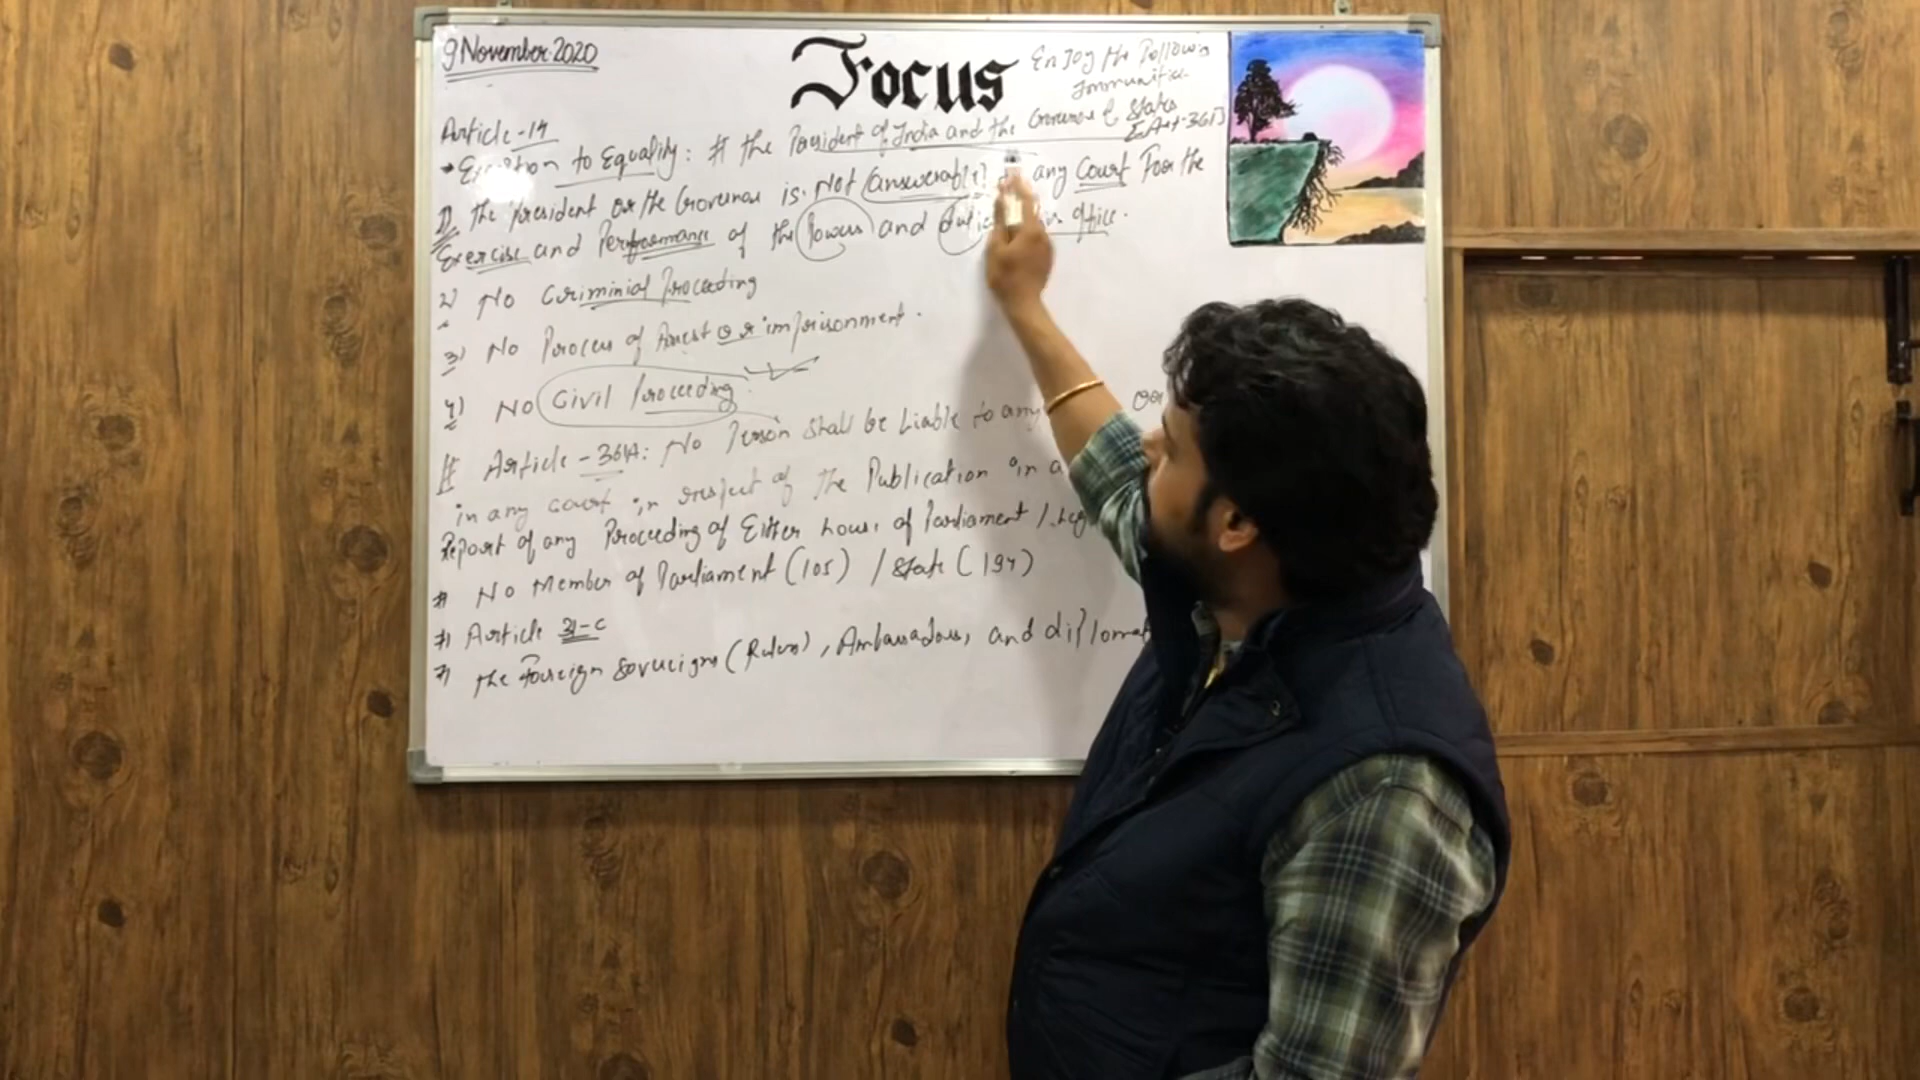 9 November 2020
Focus
Enjoy the Followin
Immunities
Article - 14
→ Exception to Equality: # the President of India and the Governor of States [Art-361]
1) the President or the Governor is Not (answerable) any Court For the
Exercise and Performance of the Powers and duties his office.
2) No Criminial Proceeding
3) No Process of Arrest or imprisonment.
4) No Civil Proceeding
# Article - 361A: No Person shall be Liable to any or
in any court in respect of the Publication in a
Report of any Proceeding of Either house of Parliament / Leg
# No Member of Parliament (105) / State (194)
# Article 31-C
# the Foreign Sovereigns (Rulers), Ambassadors, and diplomat